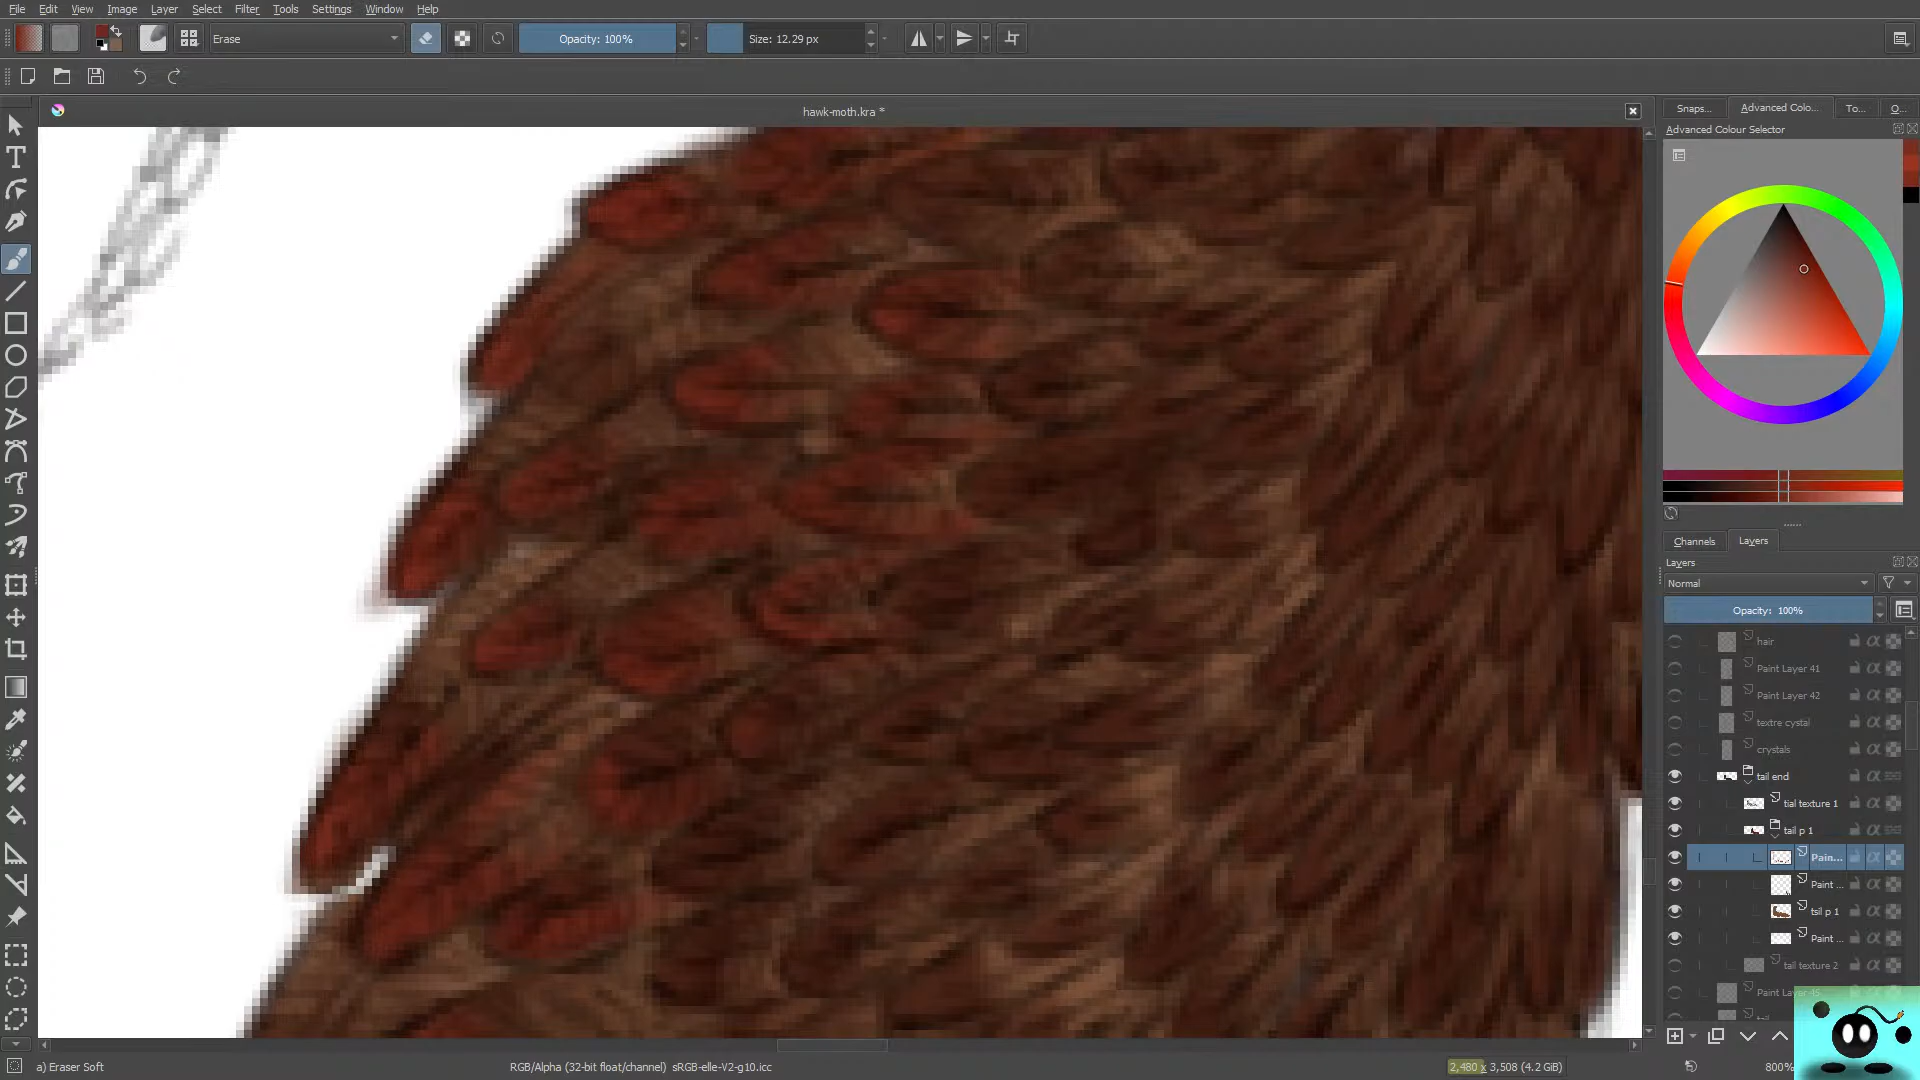 File Edit View Image Layer Select Filter Tools Settings Window Help
Erase
Opacity: 100%
Size: 12.29 px
hawk-moth.kra *
Snaps...
Advanced Colo...
To...
O...
Advanced Colour Selector
Channels
Layers
Layers
Normal
Opacity: 100%
hair
Paint Layer 41
Paint Layer 42
textre cystal
crystals
tail end
tial texture 1
tail p 1
Pain...
Paint ...
tsil p 1
Paint ...
tail texture 2
Paint Layer 45
tail
a) Eraser Soft
RGB/Alpha (32-bit float/channel) sRGB-elle-V2-g10.icc
2,480 x 3,508 (4.2 GiB)
800%